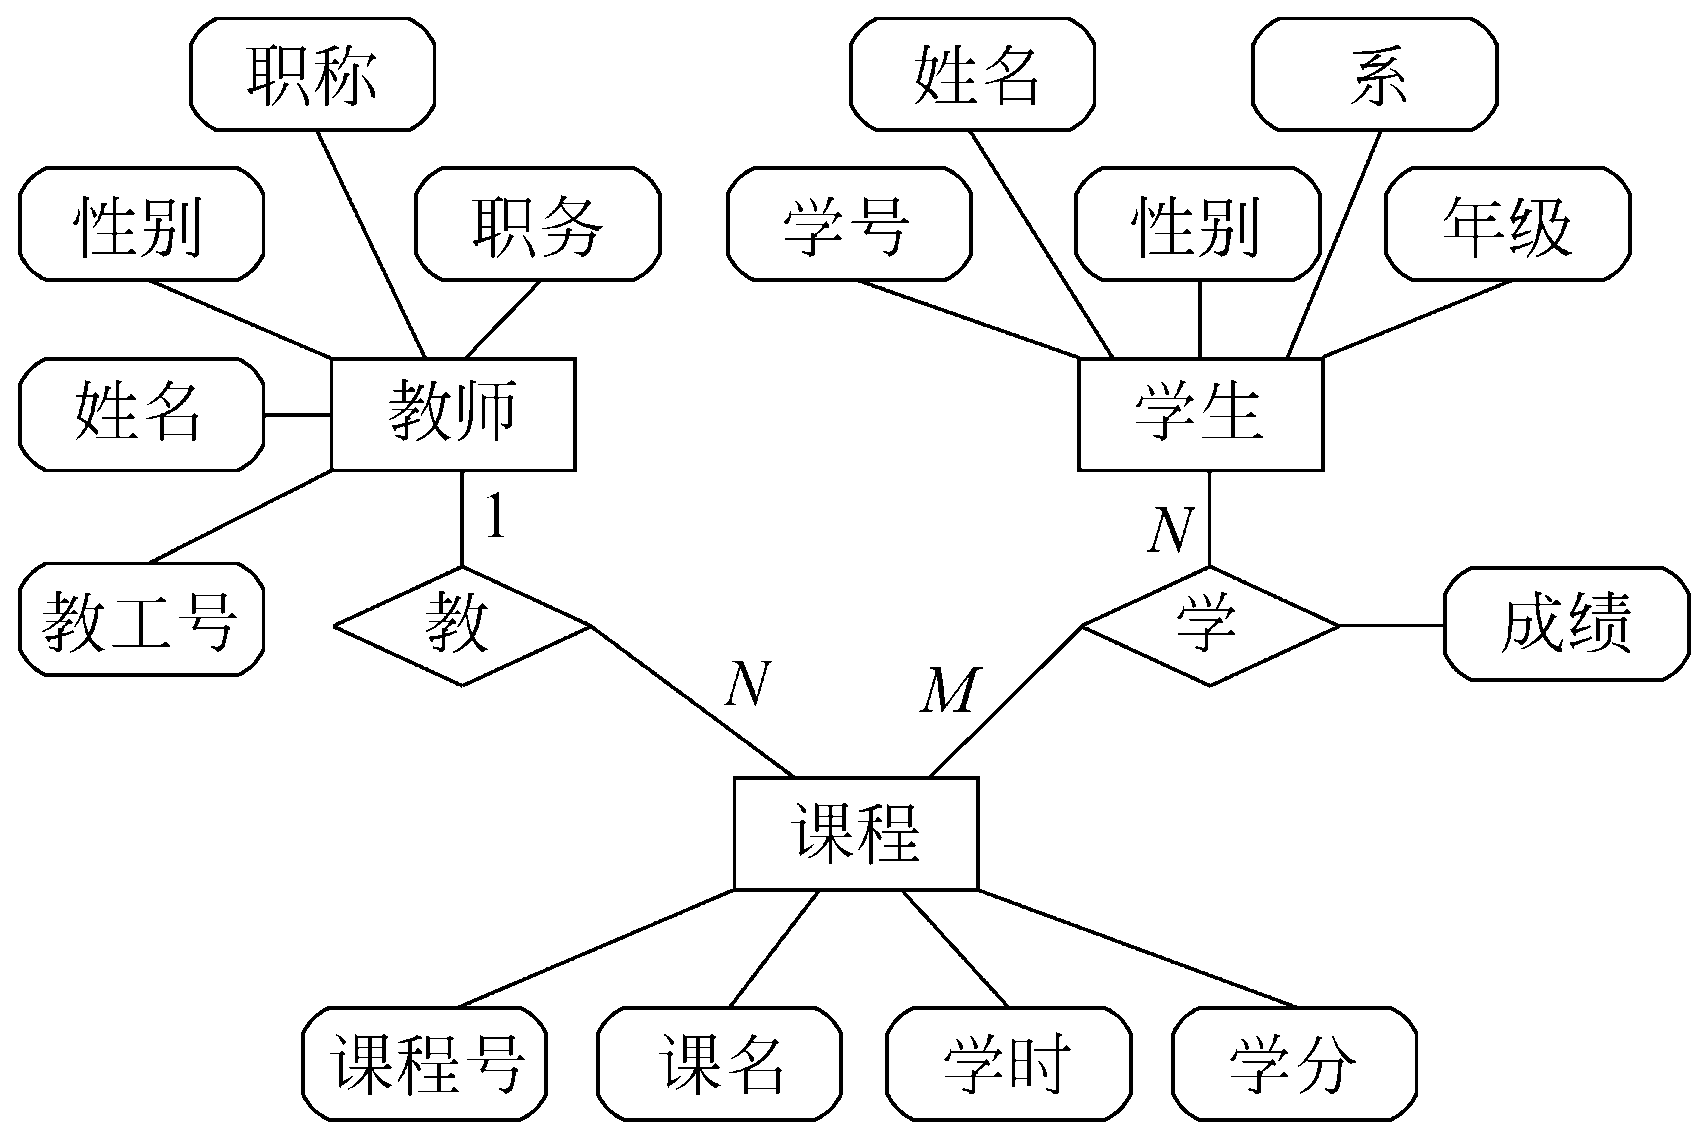 职称
姓名
系
性别
职务
学号
性别
年级
姓名
教师
学生
1
N
教工号
教
学
成绩
N
M
课程
课程号
课名
学时
学分